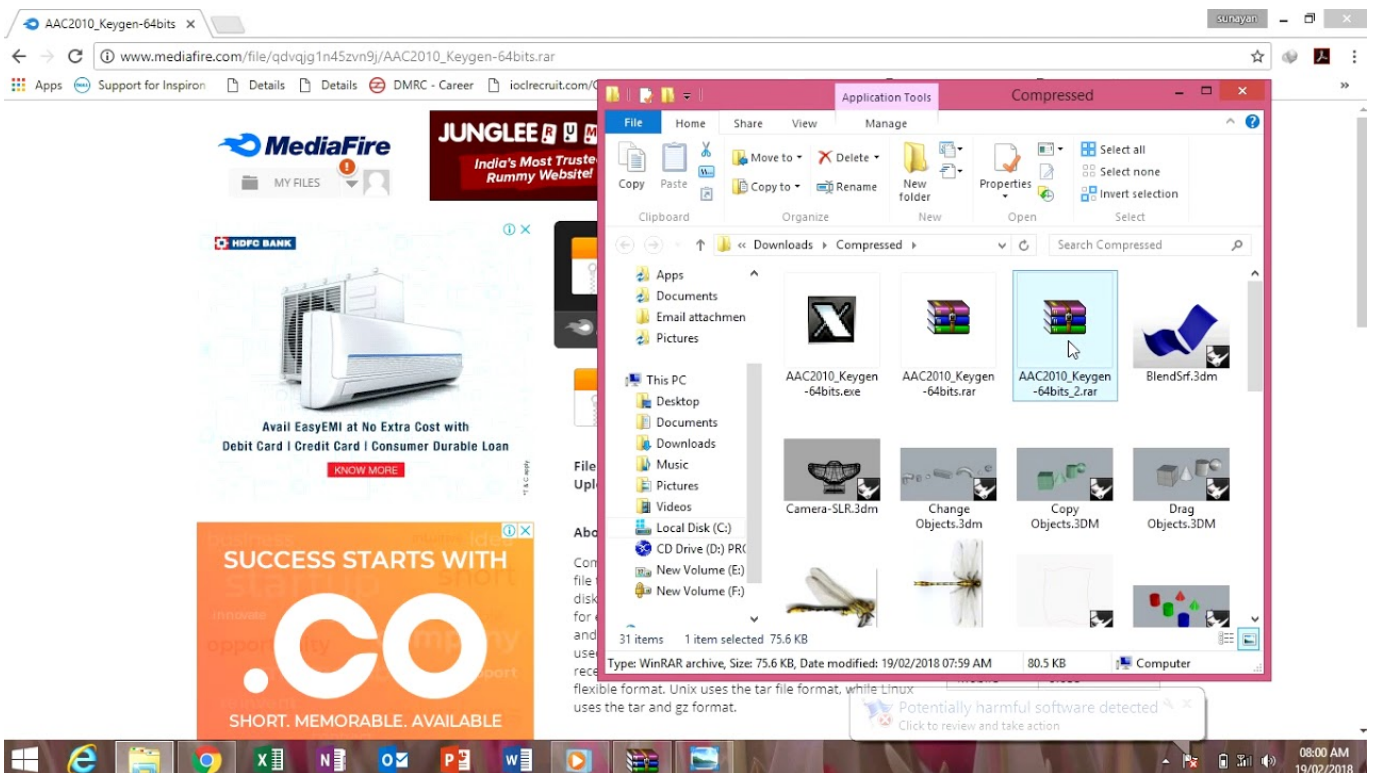 AAC2010_Keygen-64bits
sunayan
www.mediafire.com/file/qdvqjg1n45zvn9j/AAC2010_Keygen-64bits.rar
Apps
Support for Inspiron
Details
Details
DMRC - Career
ioclrecruit.com/
MediaFire
MY FILES
JUNGLEE
India's Most
Rummy Website!
HDFC BANK
Avail EasyEMI at No Extra Cost with
Debit Card I Credit Card I Consumer Durable Loan
KNOW MORE
SUCCESS STARTS WITH
.CO
SHORT. MEMORABLE. AVAILABLE
File
flexible format. Unix uses the tar file format, while Linux
uses the tar and gz format.
Application Tools
Compressed
File
Home
Share
View
Manage
Copy
Paste
Move to
Copy to
Delete
Rename
New
folder
Properties
Select all
Select none
Invert selection
Clipboard
Organize
New
Open
Select
« Downloads
Compressed
Search Compressed
Apps
Documents
Email attachmen
Pictures
This PC
Desktop
Documents
Downloads
Music
Pictures
Videos
Local Disk (C:)
CD Drive (D:) PR
New Volume (E:)
New Volume (F:)
AAC2010_Keygen
-64bits.exe
AAC2010_Keygen
-64bits.rar
AAC2010_Keygen
-64bits_2.rar
BlendSrf.3dm
Camera-SLR.3dm
Change
Objects.3dm
Copy
Objects.3DM
Drag
Objects.3DM
31 items
1 item selected 75.6 KB
Type: WinRAR archive, Size: 75.6 KB, Date modified: 19/02/2018 07:59 AM
80.5 KB
Computer
Potentially harmful software detected
Click to review and take action
08:00 AM
19/02/2018